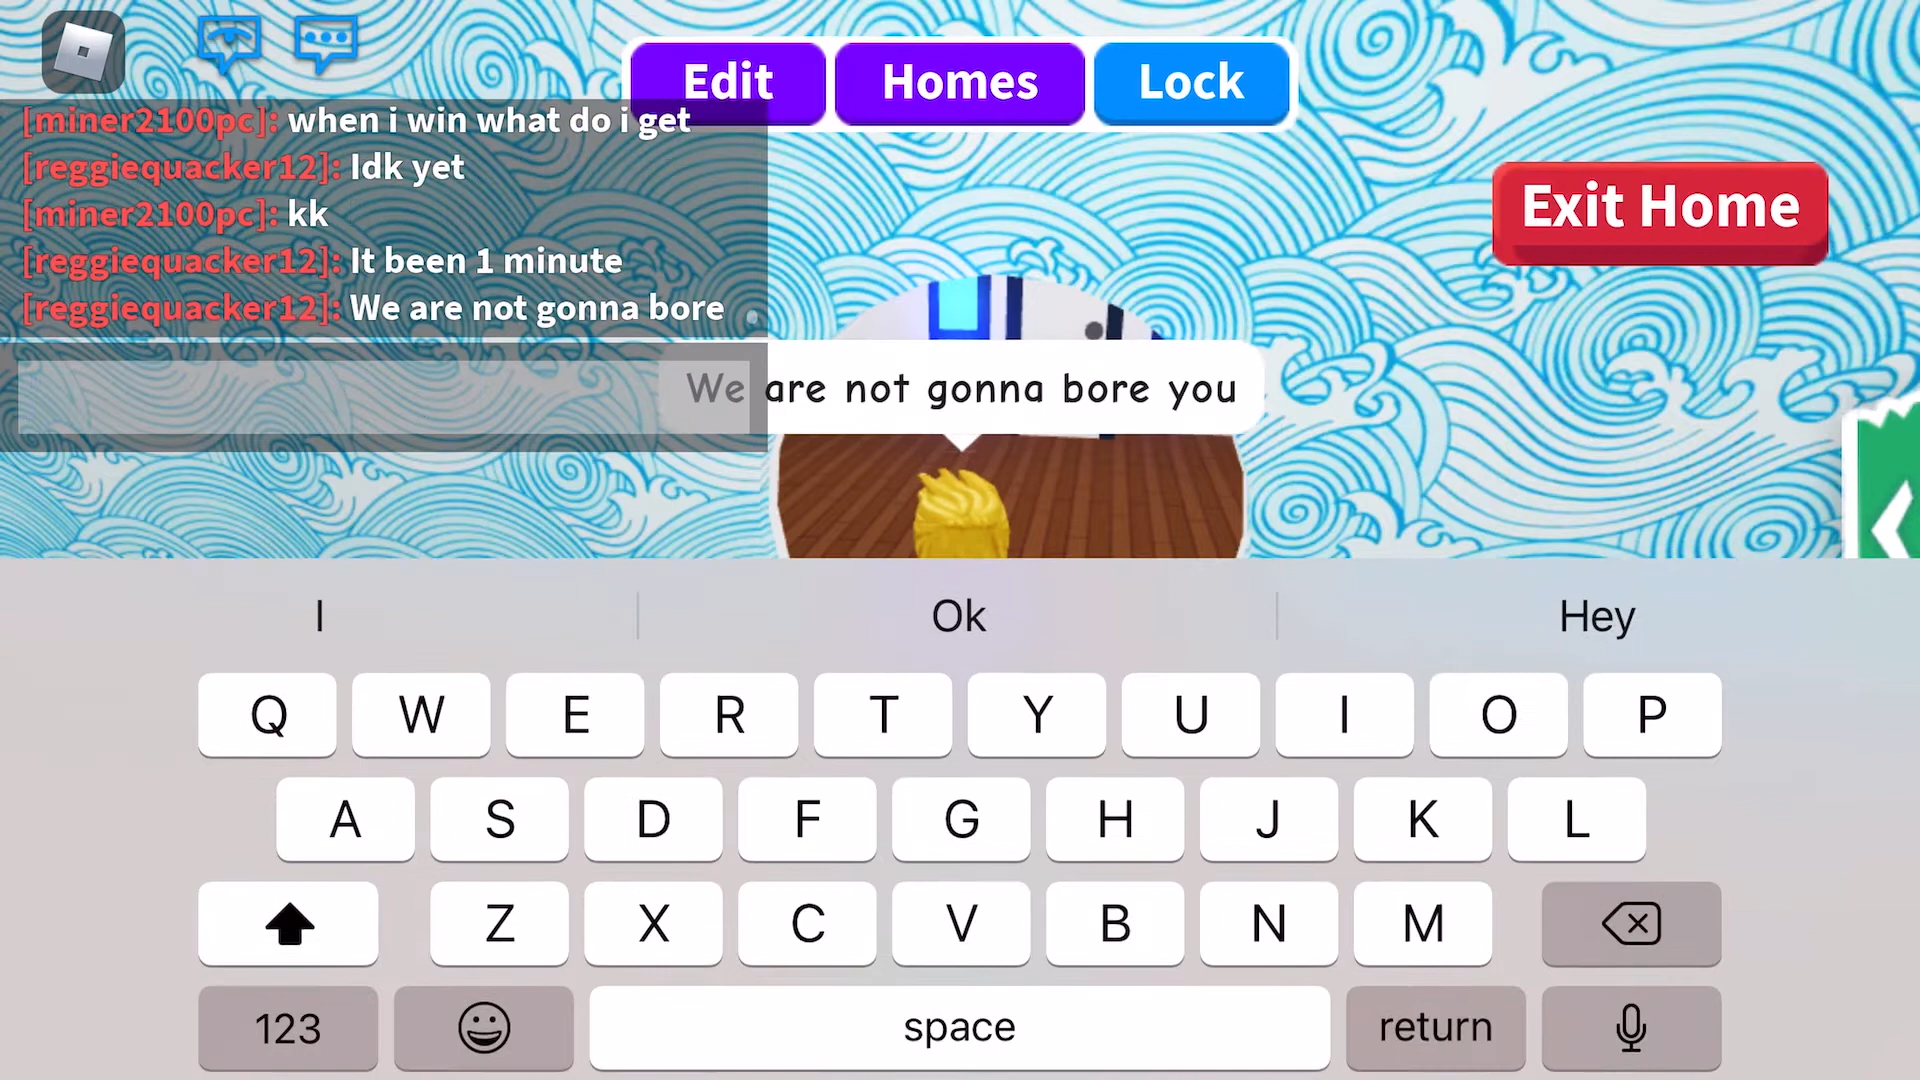 Edit Homes Lock
[miner2100pc]: when i win what do i get
[reggiequacker12]: Idk yet
[miner2100pc]: kk
[reggiequacker12]: It been 1 minute
[reggiequacker12]: We are not gonna bore
Exit Home
We are not gonna bore you
I Ok Hey
Q W E R T Y U I O P
A S D F G H J K L
Z X C V B N M
123 space return